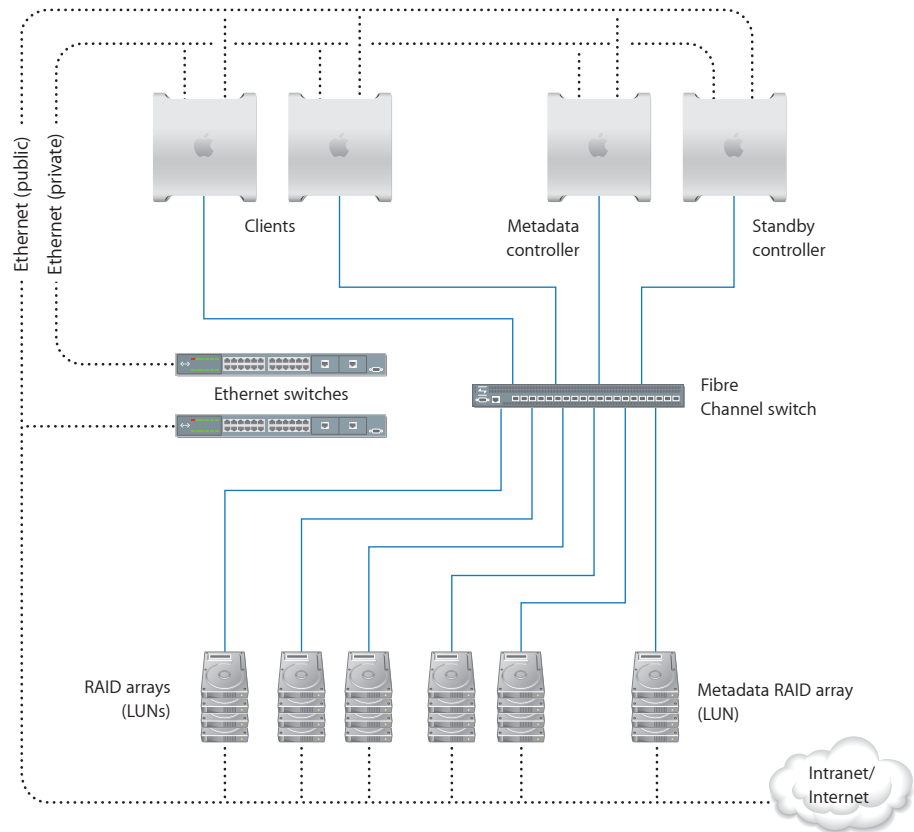 Ethernet (public)
Ethernet (private)
Clients
Metadata
controller
Standby
controller
Ethernet switches
Fibre
Channel switch
RAID arrays
(LUNs)
Metadata RAID array
(LUN)
Intranet/
Internet